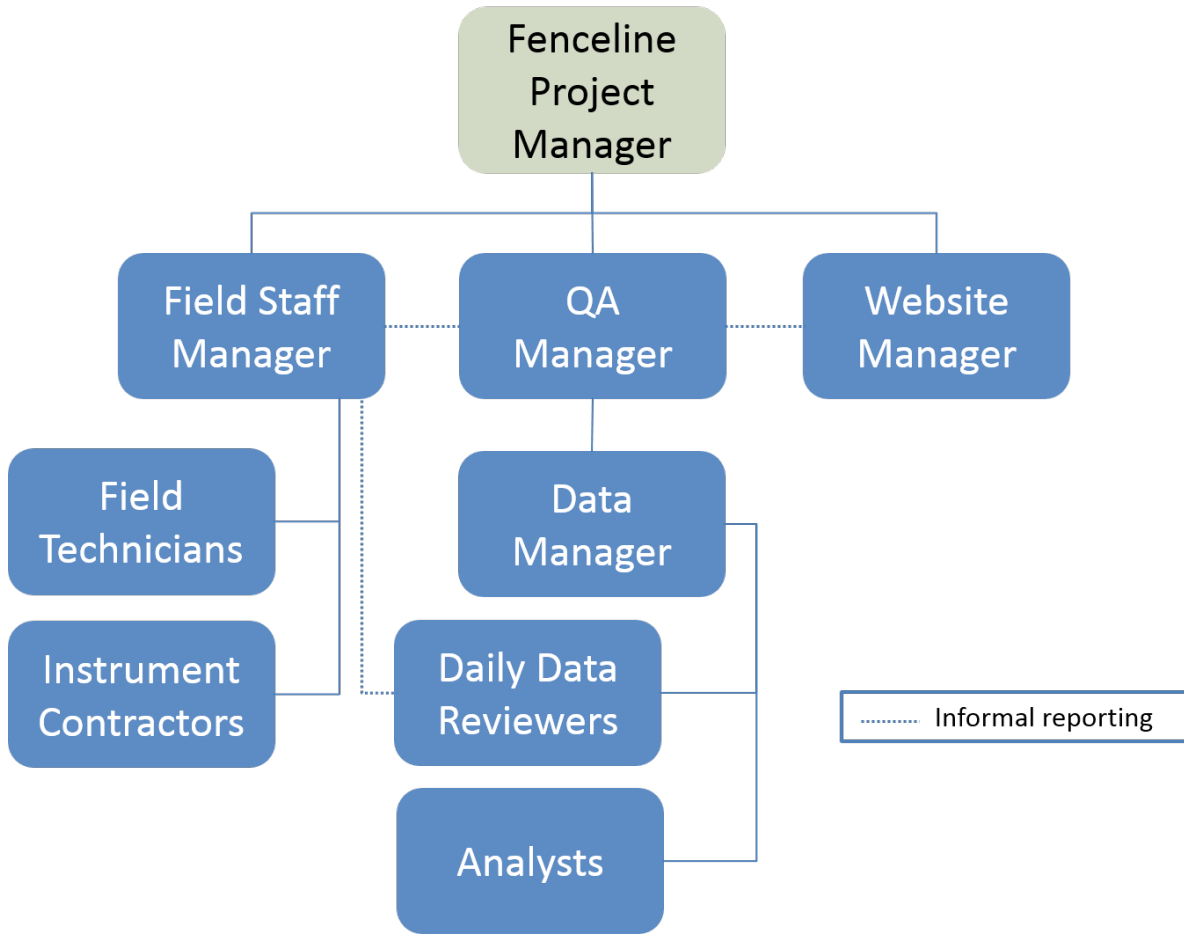 Fenceline
Project
Manager
Field Staff
Manager
QA
Manager
Website
Manager
Field
Technicians
Data
Manager
Instrument
Contractors
Daily Data
Reviewers
Informal reporting
Analysts